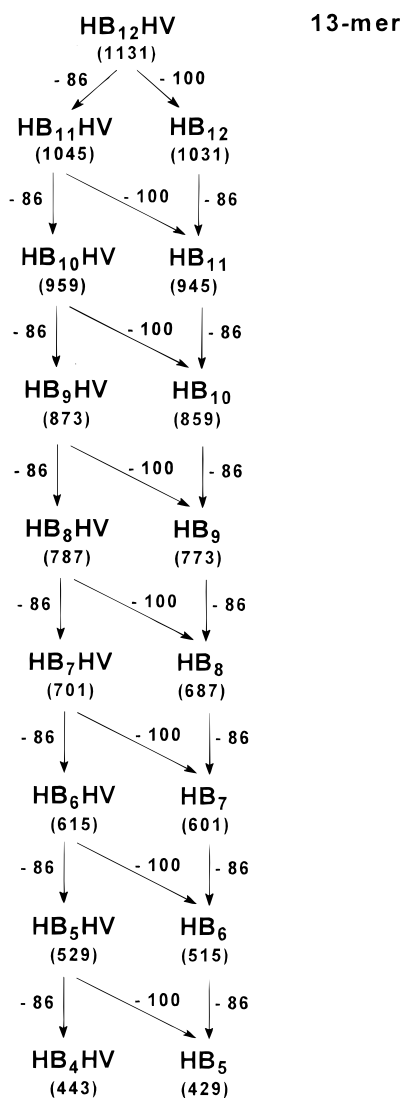 HB₁₂HV 13-mer
(1131)
- 86 - 100
HB₁₁HV HB₁₂
(1045) (1031)
- 86 - 100 - 86
HB₁₀HV HB₁₁
(959) (945)
- 86 - 100 - 86
HB₉HV HB₁₀
(873) (859)
- 86 - 100 - 86
HB₈HV HB₉
(787) (773)
- 86 - 100 - 86
HB₇HV HB₈
(701) (687)
- 86 - 100 - 86
HB₆HV HB₇
(615) (601)
- 86 - 100 - 86
HB₅HV HB₆
(529) (515)
- 86 - 100 - 86
HB₄HV HB₅
(443) (429)